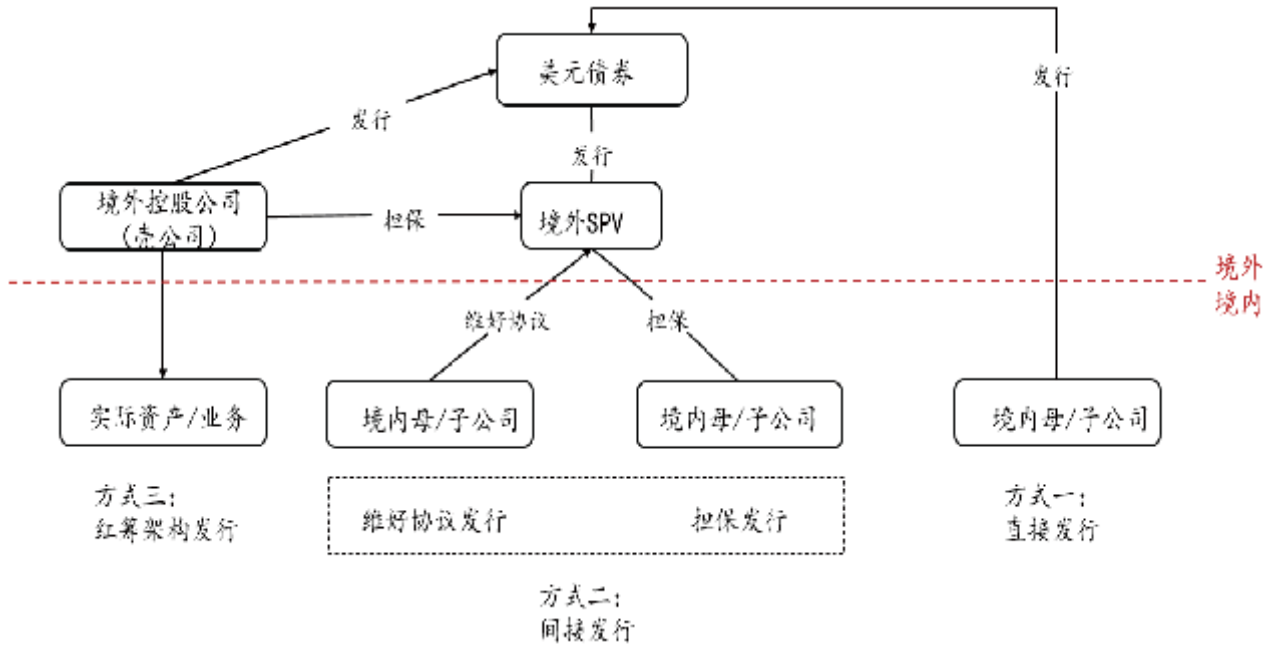 美元债券
发行
发行
发行
境外控股公司
(壳公司)
担保
境外SPV
境外
境内
维好协议
担保
实际资产/业务
境内母/子公司
境内母/子公司
境内母/子公司
方式三：
红筹架构发行
维好协议发行
担保发行
方式一：
直接发行
方式二：
间接发行